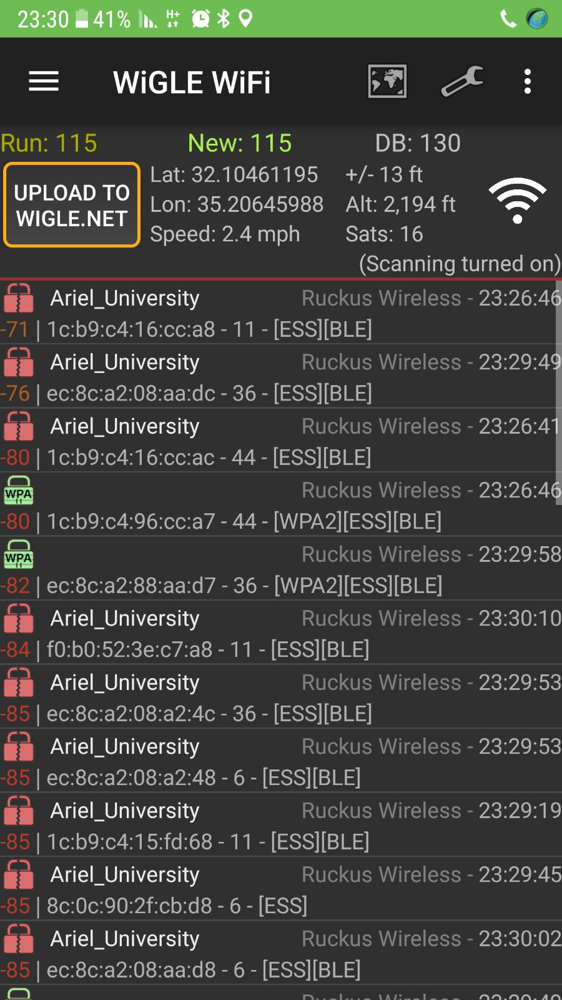 23:30 41% H+
WiGLE WiFi
Run: 115 New: 115 DB: 130
UPLOAD TO
WIGLE.NET
Lat: 32.10461195 +/- 13 ft
Lon: 35.20645988 Alt: 2,194 ft
Speed: 2.4 mph Sats: 16
(Scanning turned on)
Ariel_University Ruckus Wireless - 23:26:46
-71 | 1c:b9:c4:16:cc:a8 - 11 - [ESS][BLE]
Ariel_University Ruckus Wireless - 23:29:49
-76 | ec:8c:a2:08:aa:dc - 36 - [ESS][BLE]
Ariel_University Ruckus Wireless - 23:26:41
-80 | 1c:b9:c4:16:cc:ac - 44 - [ESS][BLE]
WPA II Ruckus Wireless - 23:26:46
-80 | 1c:b9:c4:96:cc:a7 - 44 - [WPA2][ESS][BLE]
WPA II Ruckus Wireless - 23:29:58
-82 | ec:8c:a2:88:aa:d7 - 36 - [WPA2][ESS][BLE]
Ariel_University Ruckus Wireless - 23:30:10
-84 | f0:b0:52:3e:c7:a8 - 11 - [ESS][BLE]
Ariel_University Ruckus Wireless - 23:29:53
-85 | ec:8c:a2:08:a2:4c - 36 - [ESS][BLE]
Ariel_University Ruckus Wireless - 23:29:53
-85 | ec:8c:a2:08:a2:48 - 6 - [ESS][BLE]
Ariel_University Ruckus Wireless - 23:29:19
-85 | 1c:b9:c4:15:fd:68 - 11 - [ESS][BLE]
Ariel_University Ruckus Wireless - 23:29:45
-85 | 8c:0c:90:2f:cb:d8 - 6 - [ESS]
Ariel_University Ruckus Wireless - 23:30:02
-85 | ec:8c:a2:08:aa:d8 - 6 - [ESS][BLE]